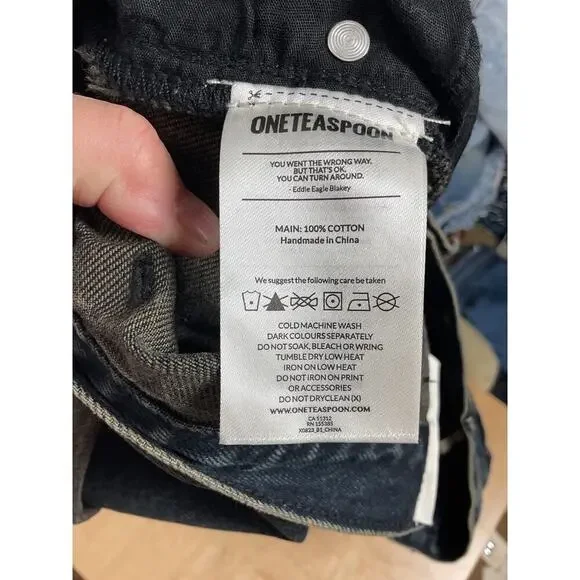 ONETEASPOON
YOU WENT THE WRONG WAY.
BUT THAT'S OK.
YOU CAN TURN AROUND.
- Eddie Eagle Blakey
MAIN: 100% COTTON
Handmade in China
We suggest the following care be taken
COLD MACHINE WASH
DARK COLOURS SEPARATELY
DO NOT SOAK, BLEACH OR WRING
TUMBLE DRY LOW HEAT
IRON ON LOW HEAT
DO NOT IRON ON PRINT
OR ACCESSORIES
DO NOT DRYCLEAN (X)
WWW.ONETEASPOON.COM
CA 51312
RN 155385
X0823_B1_CHINA